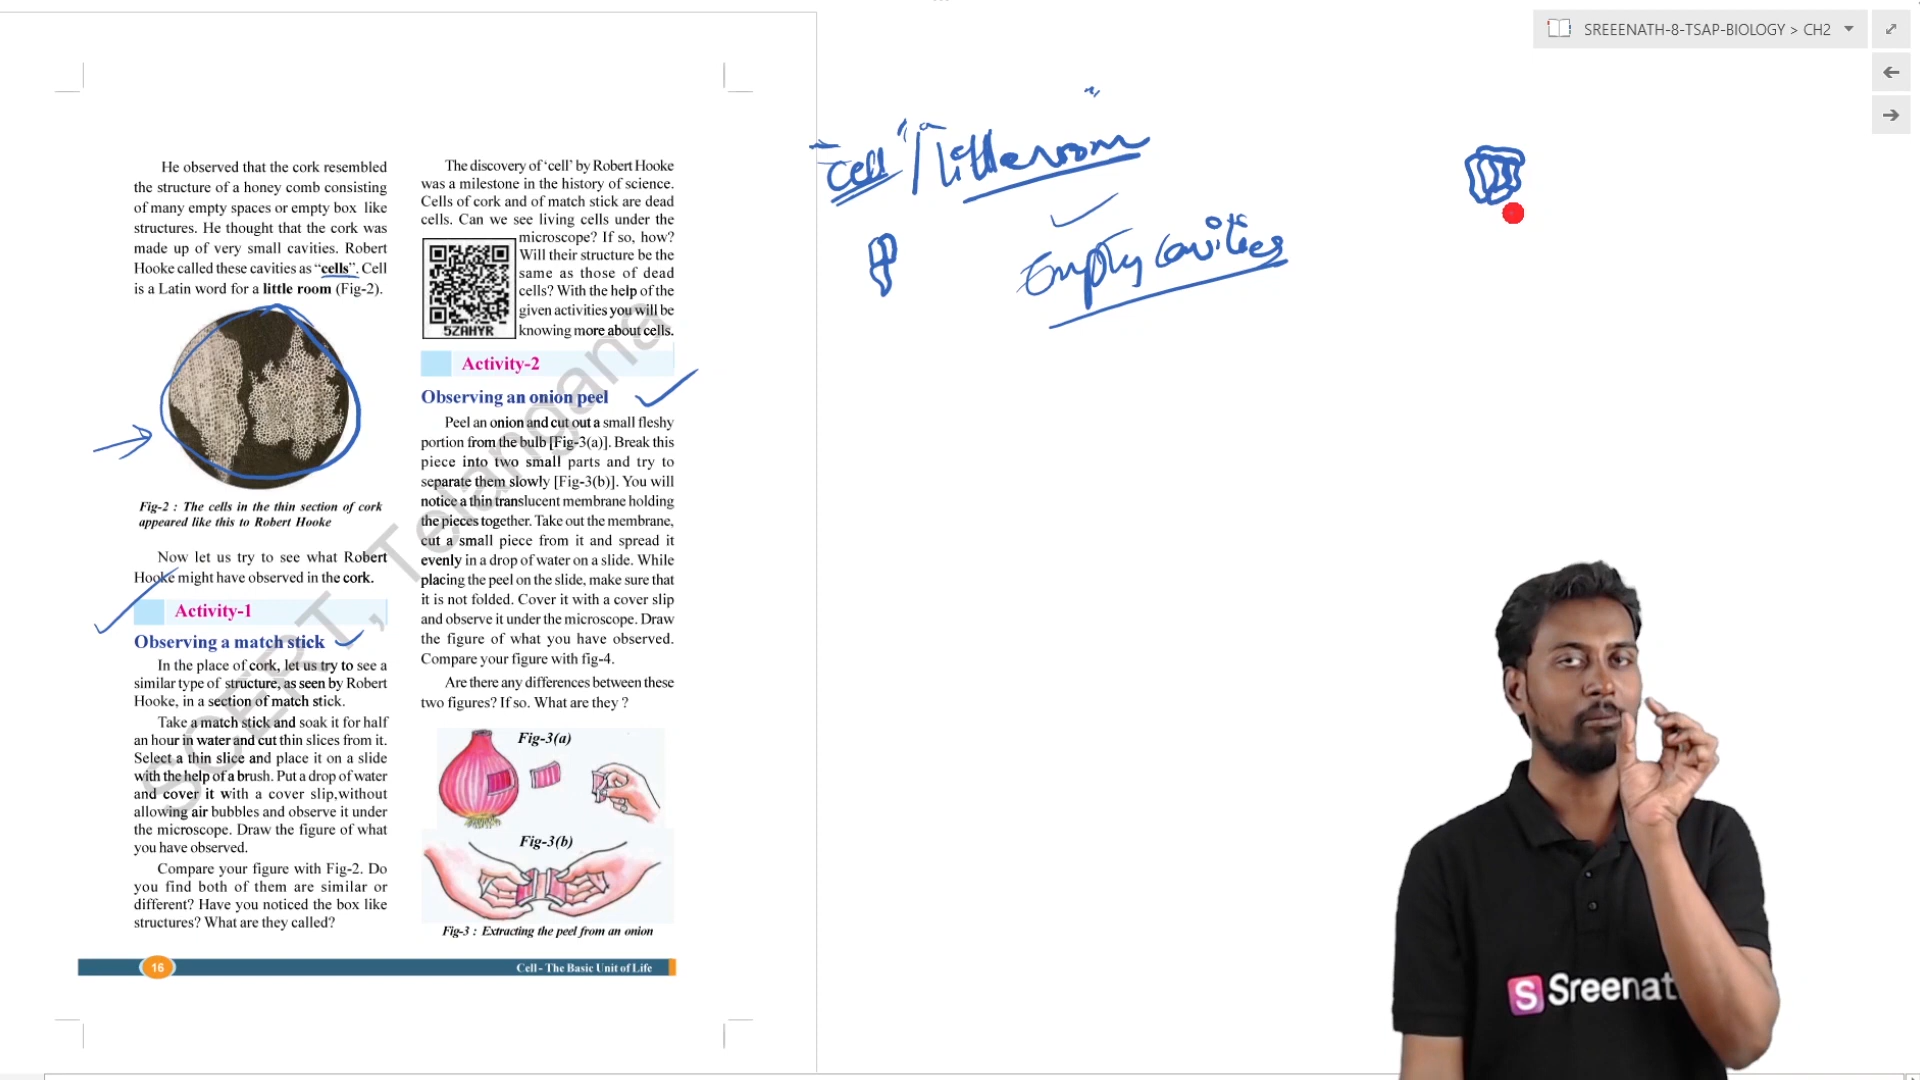 SREEENATH-8-TSAP-BIOLOGY > CH2
He observed that the cork resembled
the structure of a honey comb consisting
of many empty spaces or empty box like
structures. He thought that the cork was
made up of very small cavities. Robert
Hooke called these cavities as “cells”. Cell
is a Latin word for a little room (Fig-2).
Fig-2 : The cells in the thin section of cork
appeared like this to Robert Hooke
Now let us try to see what Robert
Hooke might have observed in the cork.
Activity-1
Observing a match stick
In the place of cork, let us try to see a
similar type of structure, as seen by Robert
Hooke, in a section of match stick.
Take a match stick and soak it for half
an hour in water and cut thin slices from it.
Select a thin slice and place it on a slide
with the help of a brush. Put a drop of water
and cover it with a cover slip,without
allowing air bubbles and observe it under
the microscope. Draw the figure of what
you have observed.
Compare your figure with Fig-2. Do
you find both of them are similar or
different? Have you noticed the box like
structures? What are they called?
The discovery of ‘cell’ by Robert Hooke
was a milestone in the history of science.
Cells of cork and of match stick are dead
cells. Can we see living cells under the
microscope? If so, how?
Will their structure be the
same as those of dead
cells? With the help of the
given activities you will be
knowing more about cells.
5ZAHYR
Activity-2
Observing an onion peel
Peel an onion and cut out a small fleshy
portion from the bulb [Fig-3(a)]. Break this
piece into two small parts and try to
separate them slowly [Fig-3(b)]. You will
notice a thin translucent membrane holding
the pieces together. Take out the membrane,
cut a small piece from it and spread it
evenly in a drop of water on a slide. While
placing the peel on the slide, make sure that
it is not folded. Cover it with a cover slip
and observe it under the microscope. Draw
the figure of what you have observed.
Compare your figure with fig-4.
Are there any differences between these
two figures? If so. What are they ?
Fig-3(a)
Fig-3(b)
Fig-3 : Extracting the peel from an onion
16
Cell - The Basic Unit of Life
SCERT, Telangana
Cell / little room
Empty cavities
S Sreenat